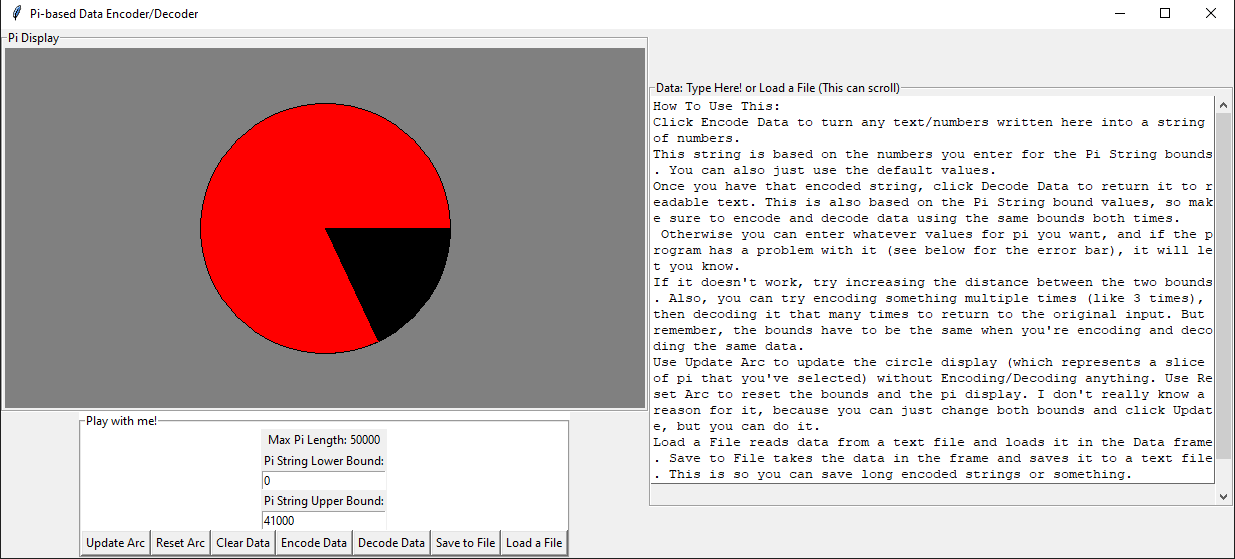 Pi-based Data Encoder/Decoder
Pi Display
Data: Type Here! or Load a File (This can scroll)
How To Use This:
Click Encode Data to turn any text/numbers written here into a string
of numbers.
This string is based on the numbers you enter for the Pi String bounds
. You can also just use the default values.
Once you have that encoded string, click Decode Data to return it to r
eadable text. This is also based on the Pi String bound values, so mak
e sure to encode and decode data using the same bounds both times.
 Otherwise you can enter whatever values for pi you want, and if the p
rogram has a problem with it (see below for the error bar), it will le
t you know.
If it doesn't work, try increasing the distance between the two bounds
. Also, you can try encoding something multiple times (like 3 times),
then decoding it that many times to return to the original input. But
remember, the bounds have to be the same when you're encoding and deco
ding the same data.
Use Update Arc to update the circle display (which represents a slice
of pi that you've selected) without Encoding/Decoding anything. Use Re
set Arc to reset the bounds and the pi display. I don't really know a
reason for it, because you can just change both bounds and click Updat
e, but you can do it.
Load a File reads data from a text file and loads it in the Data frame
. Save to File takes the data in the frame and saves it to a text file
. This is so you can save long encoded strings or something.
Play with me!
Max Pi Length: 50000
Pi String Lower Bound:
0
Pi String Upper Bound:
41000
Update Arc Reset Arc Clear Data Encode Data Decode Data Save to File Load a File